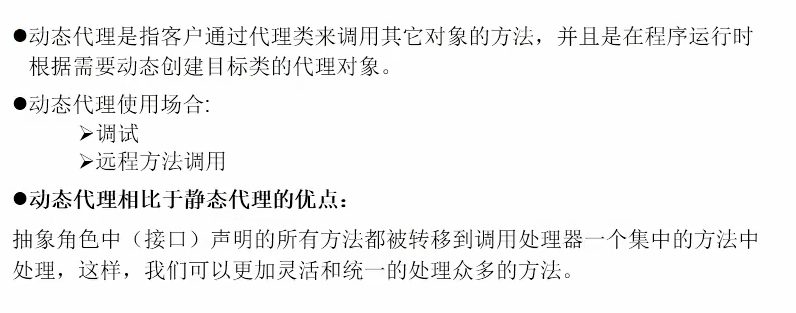 ●动态代理是指客户通过代理类来调用其它对象的方法，并且是在程序运行时
根据需要动态创建目标类的代理对象。
●动态代理使用场合:
➢调试
➢远程方法调用
●动态代理相比于静态代理的优点：
抽象角色中（接口）声明的所有方法都被转移到调用处理器一个集中的方法中
处理，这样，我们可以更加灵活和统一的处理众多的方法。